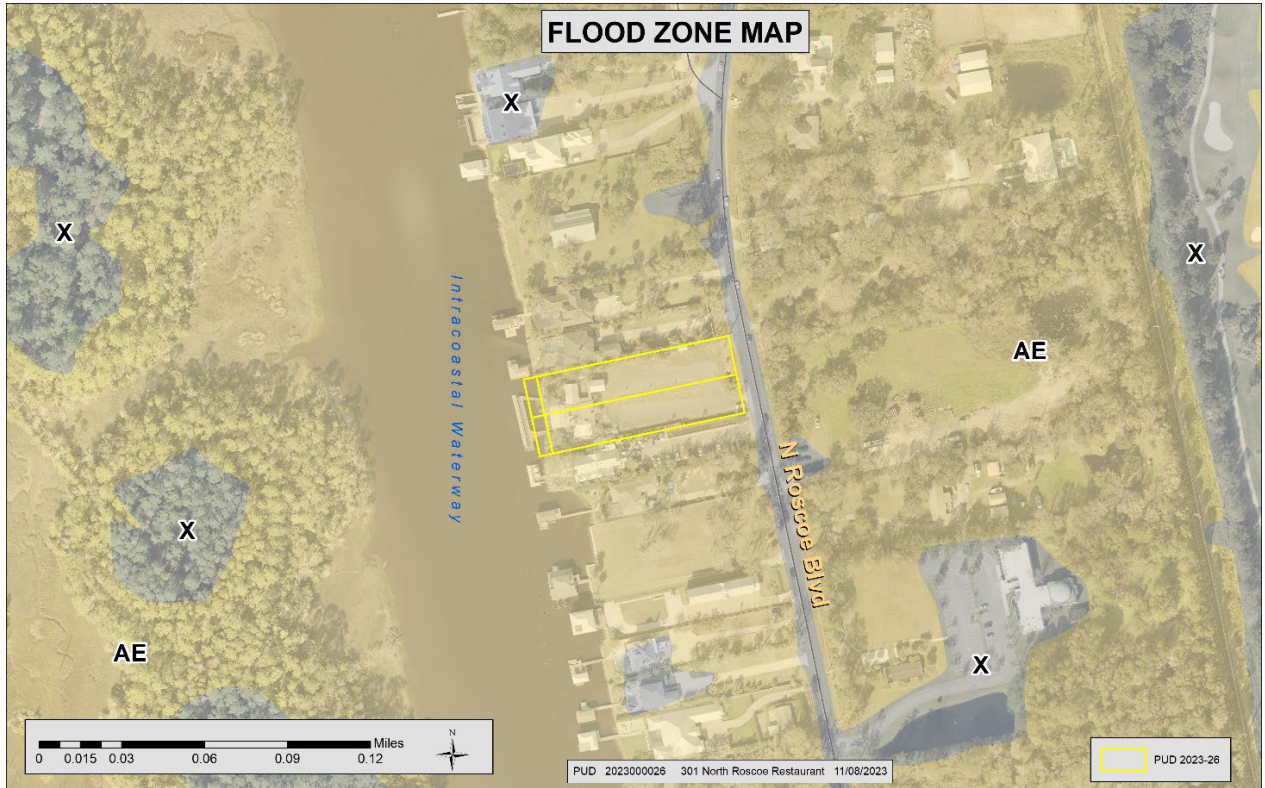 FLOOD ZONE MAP
X
X
X
Intracoastal Waterway
AE
N Roscoe Blvd
X
AE
X
Miles
0 0.015 0.03 0.06 0.09 0.12
N
PUD 2023000026 301 North Roscoe Restaurant 11/08/2023
PUD 2023-26